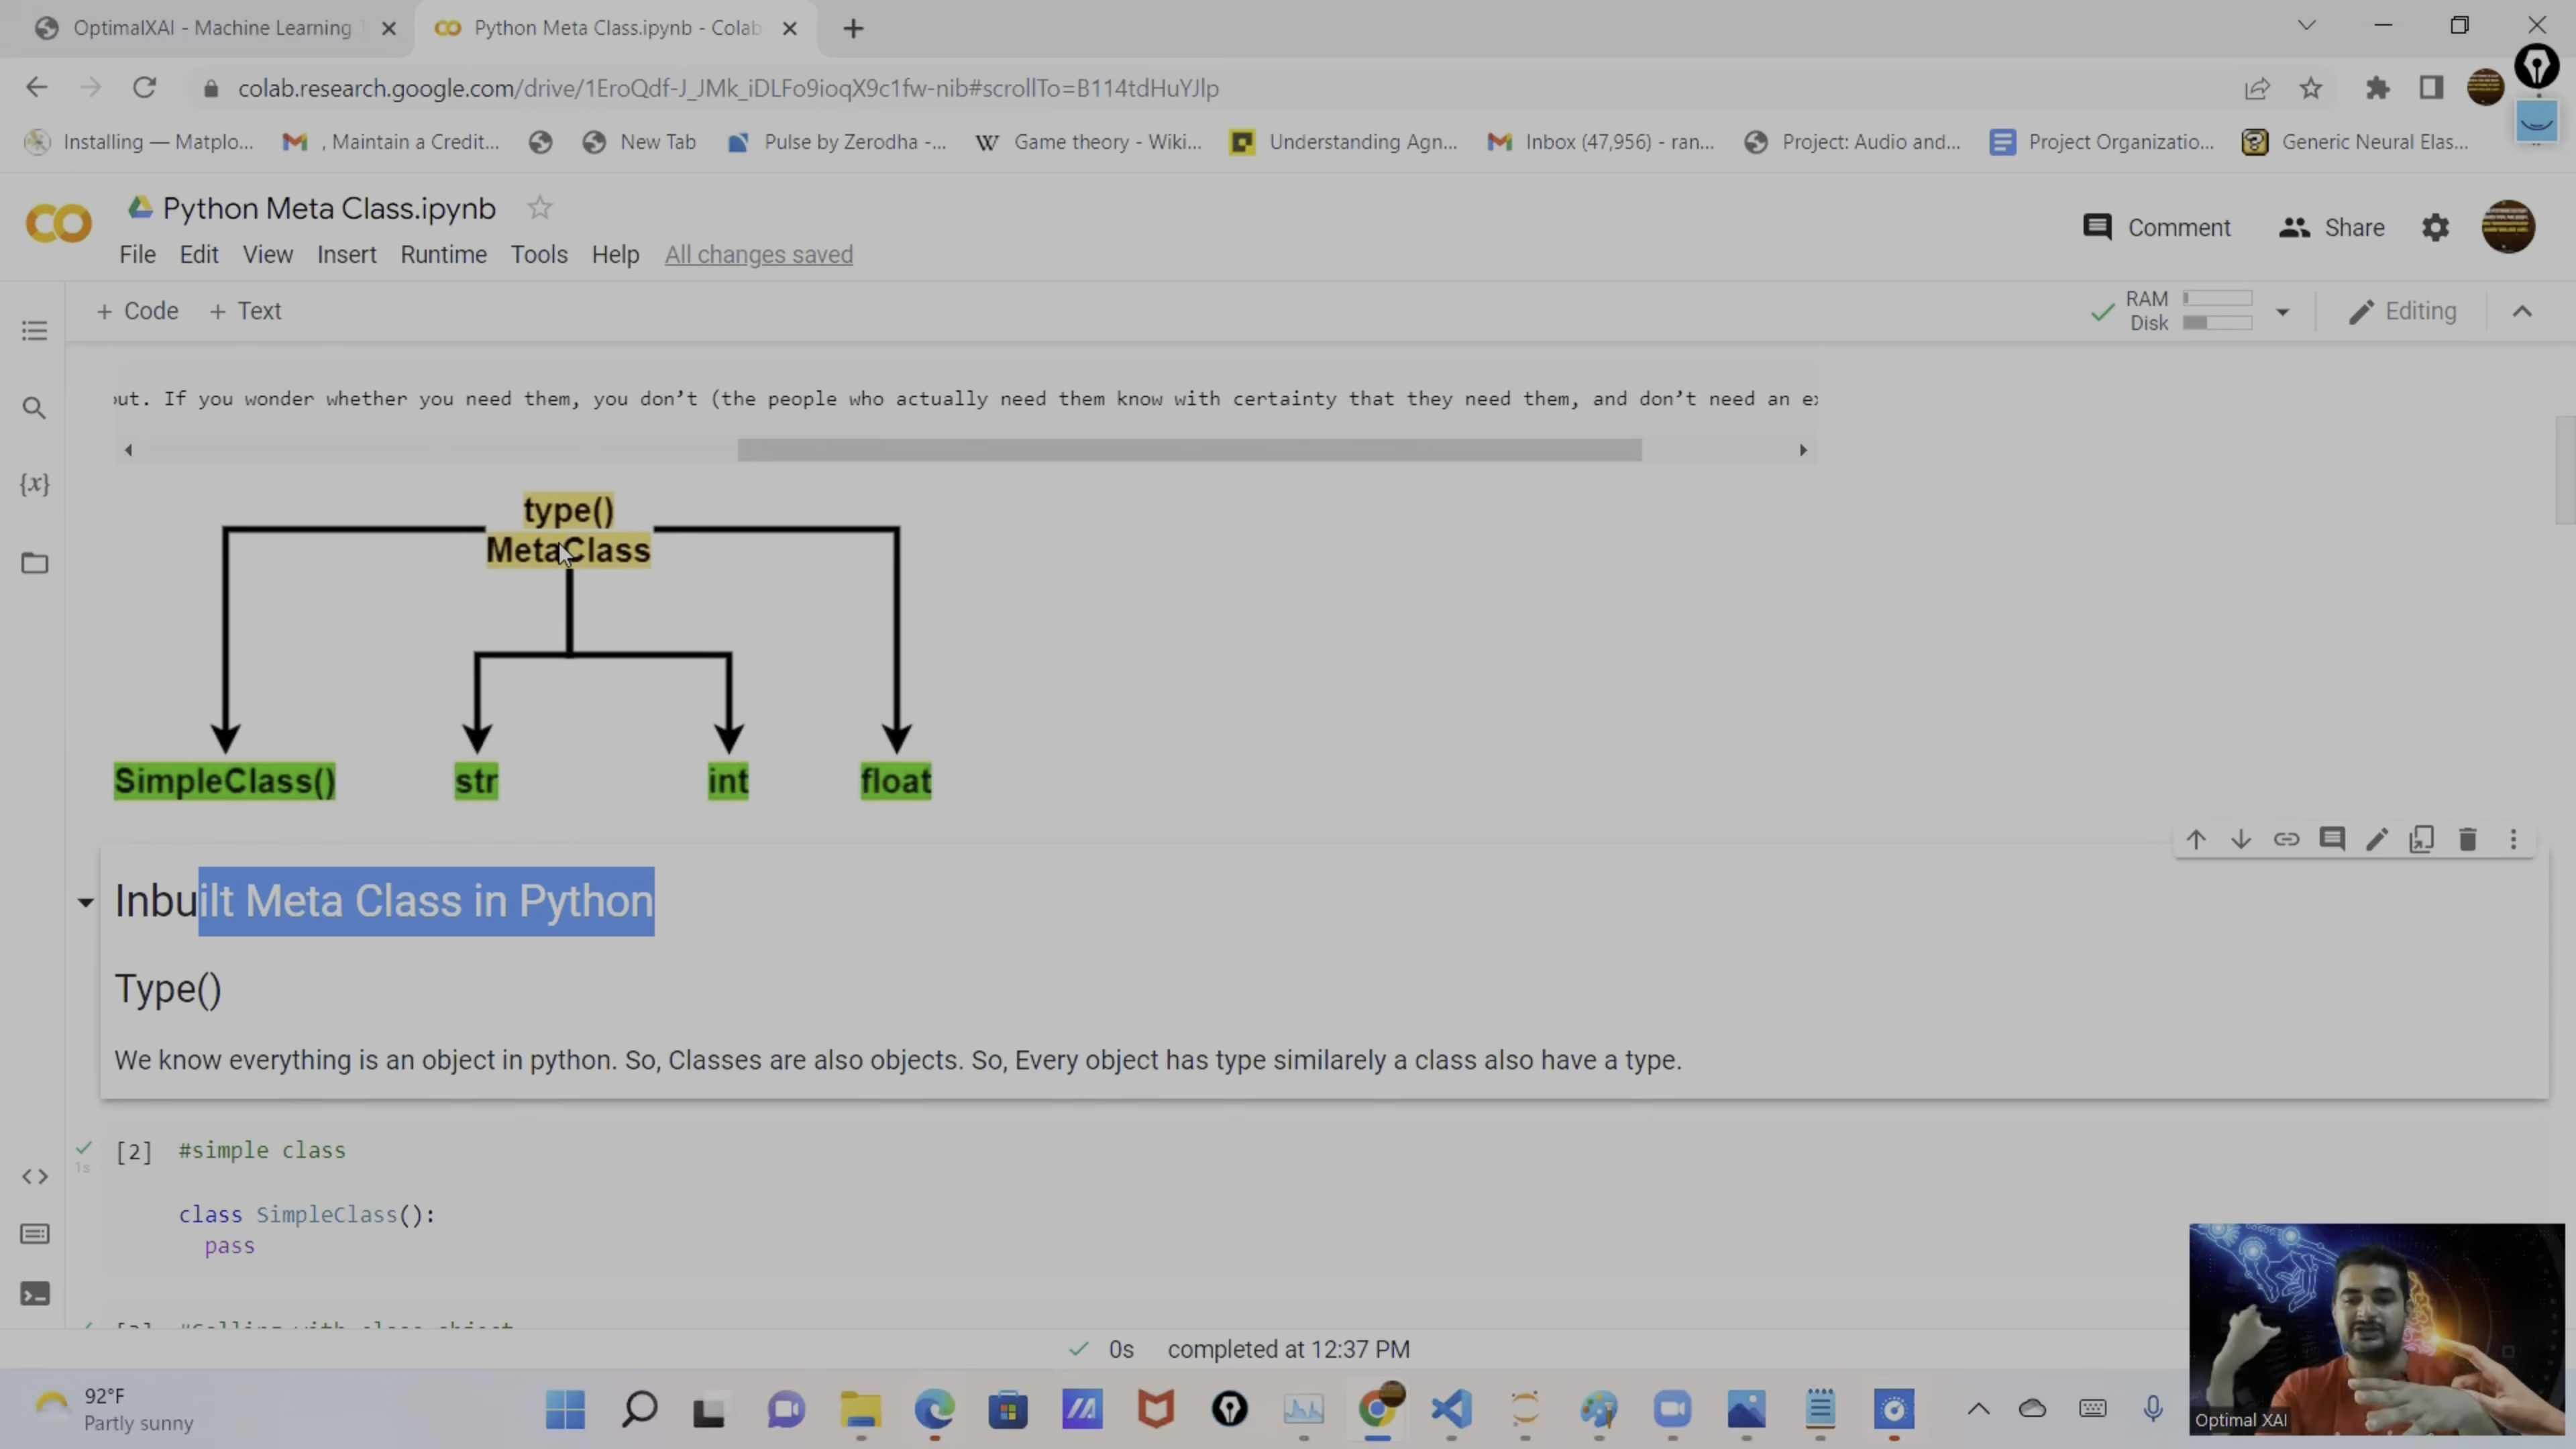 OptimalXAI - Machine Learning
Python Meta Class.ipynb - Colab
colab.research.google.com/drive/1EroQdf-J_JMk_iDLFo9ioqX9c1fw-nib#scrollTo=B114tdHuYJlp
Installing — Matplo...
, Maintain a Credit...
New Tab
Pulse by Zerodha -...
Game theory - Wiki...
Understanding Agn...
Inbox (47,956) - ran...
Project: Audio and...
Project Organizatio...
Generic Neural Elas...
Python Meta Class.ipynb
Comment
Share
File Edit View Insert Runtime Tools Help All changes saved
+ Code + Text
RAM
Disk
Editing
out. If you wonder whether you need them, you don’t (the people who actually need them know with certainty that they need them, and don’t need an
type()
MetaClass
SimpleClass() str int float
Inbuilt Meta Class in Python
Type()
We know everything is an object in python. So, Classes are also objects. So, Every object has type similarely a class also have a type.
[2] #simple class
1s
class SimpleClass():
pass
0s completed at 12:37 PM
92°F
Partly sunny
Optimal XAI